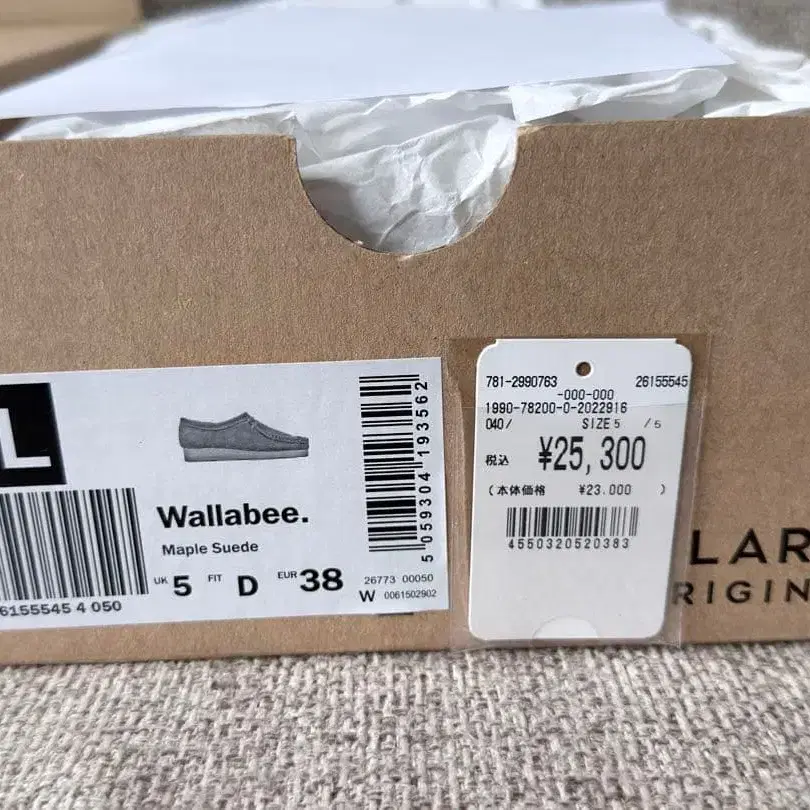 L
Wallabee.
Maple Suede
UK 5 FIT D EUR 38
6155545 4 050
5 059304 193562
26773 00050
W 0061502902
781-2990763 26155545
-000-000
1990-78200-0-2022916
040/ SIZE 5 /5
税込 ¥25,300
(本体価格 ¥23.000 )
4550320520383
LAR
RIGIN